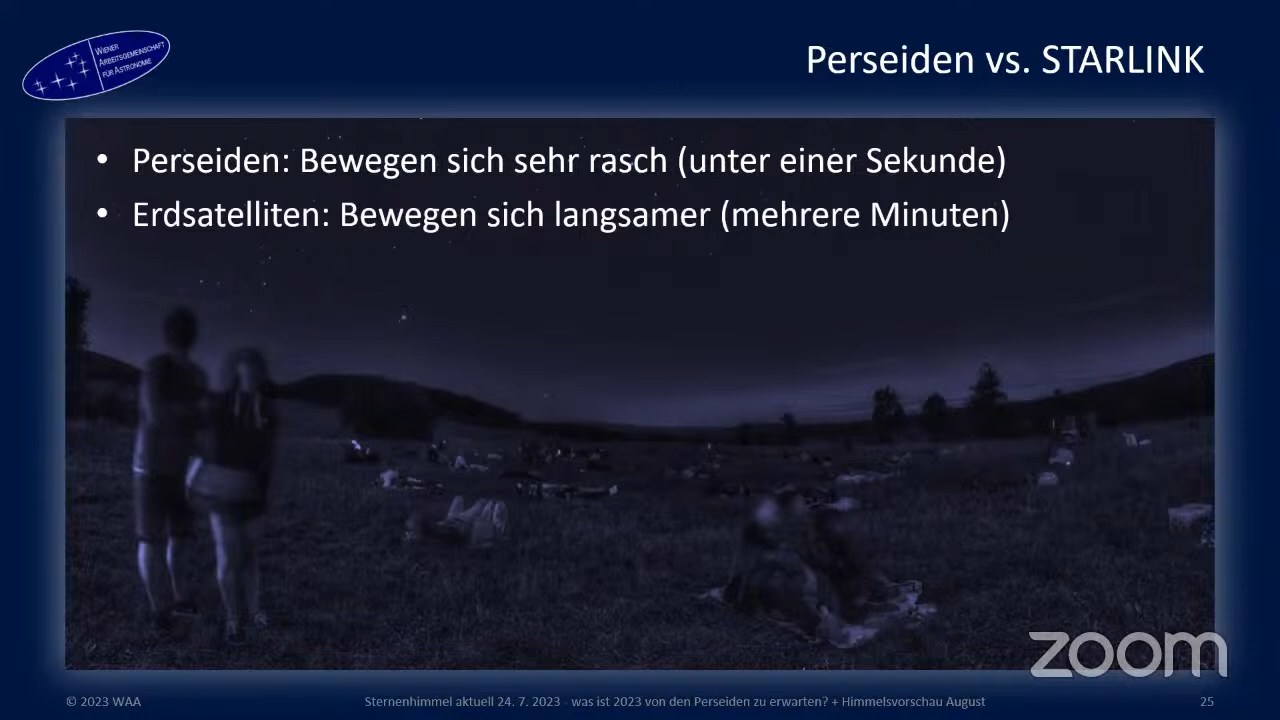 WIENER
ARBEITSGEMEINSCHAFT
FÜR ASTRONOMIE
Perseiden vs. STARLINK
• Perseiden: Bewegen sich sehr rasch (unter einer Sekunde)
• Erdsatelliten: Bewegen sich langsamer (mehrere Minuten)
zoom
© 2023 WAA
Sternenhimmel aktuell 24. 7. 2023 - was ist 2023 von den Perseiden zu erwarten? + Himmelsvorschau August
25